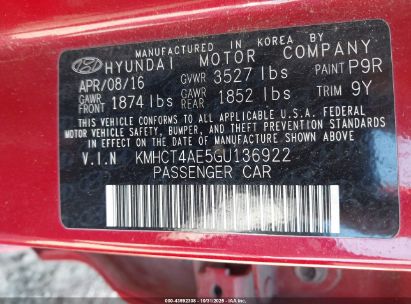 MANUFACTURED IN KOREA BY
HYUNDAI MOTOR COMPANY
APR/08/16 GVWR 3527 lbs PAINT P9R
GAWR FRONT 1874 lbs GAWR REAR 1852 lbs TRIM 9Y
THIS VEHICLE CONFORMS TO ALL APPLICABLE U.S.A. FEDERAL
MOTOR VEHICLE SAFETY, BUMPER, AND THEFT PREVENTION STANDARDS
IN EFFECT ON THE DATE OF MANUFACTURE SHOWN ABOVE.
V.I.N KMHCT4AE5GU136922
PASSENGER CAR